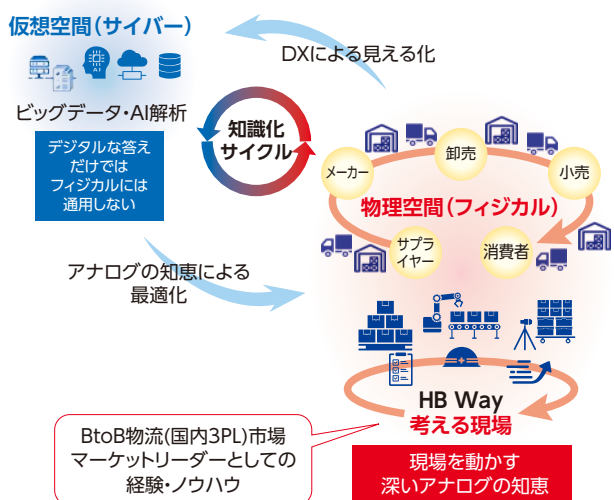 仮想空間(サイバー)
AI
ビッグデータ・AI解析
デジタルな答え
だけでは
フィジカルには
通用しない
DXによる見える化
知識化
サイクル
メーカー
卸売
小売
物理空間(フィジカル)
サプラ
イヤー
消費者
アナログの知恵による
最適化
HB Way
考える現場
BtoB物流(国内3PL)市場
マーケットリーダーとしての
経験・ノウハウ
現場を動かす
深いアナログの知恵